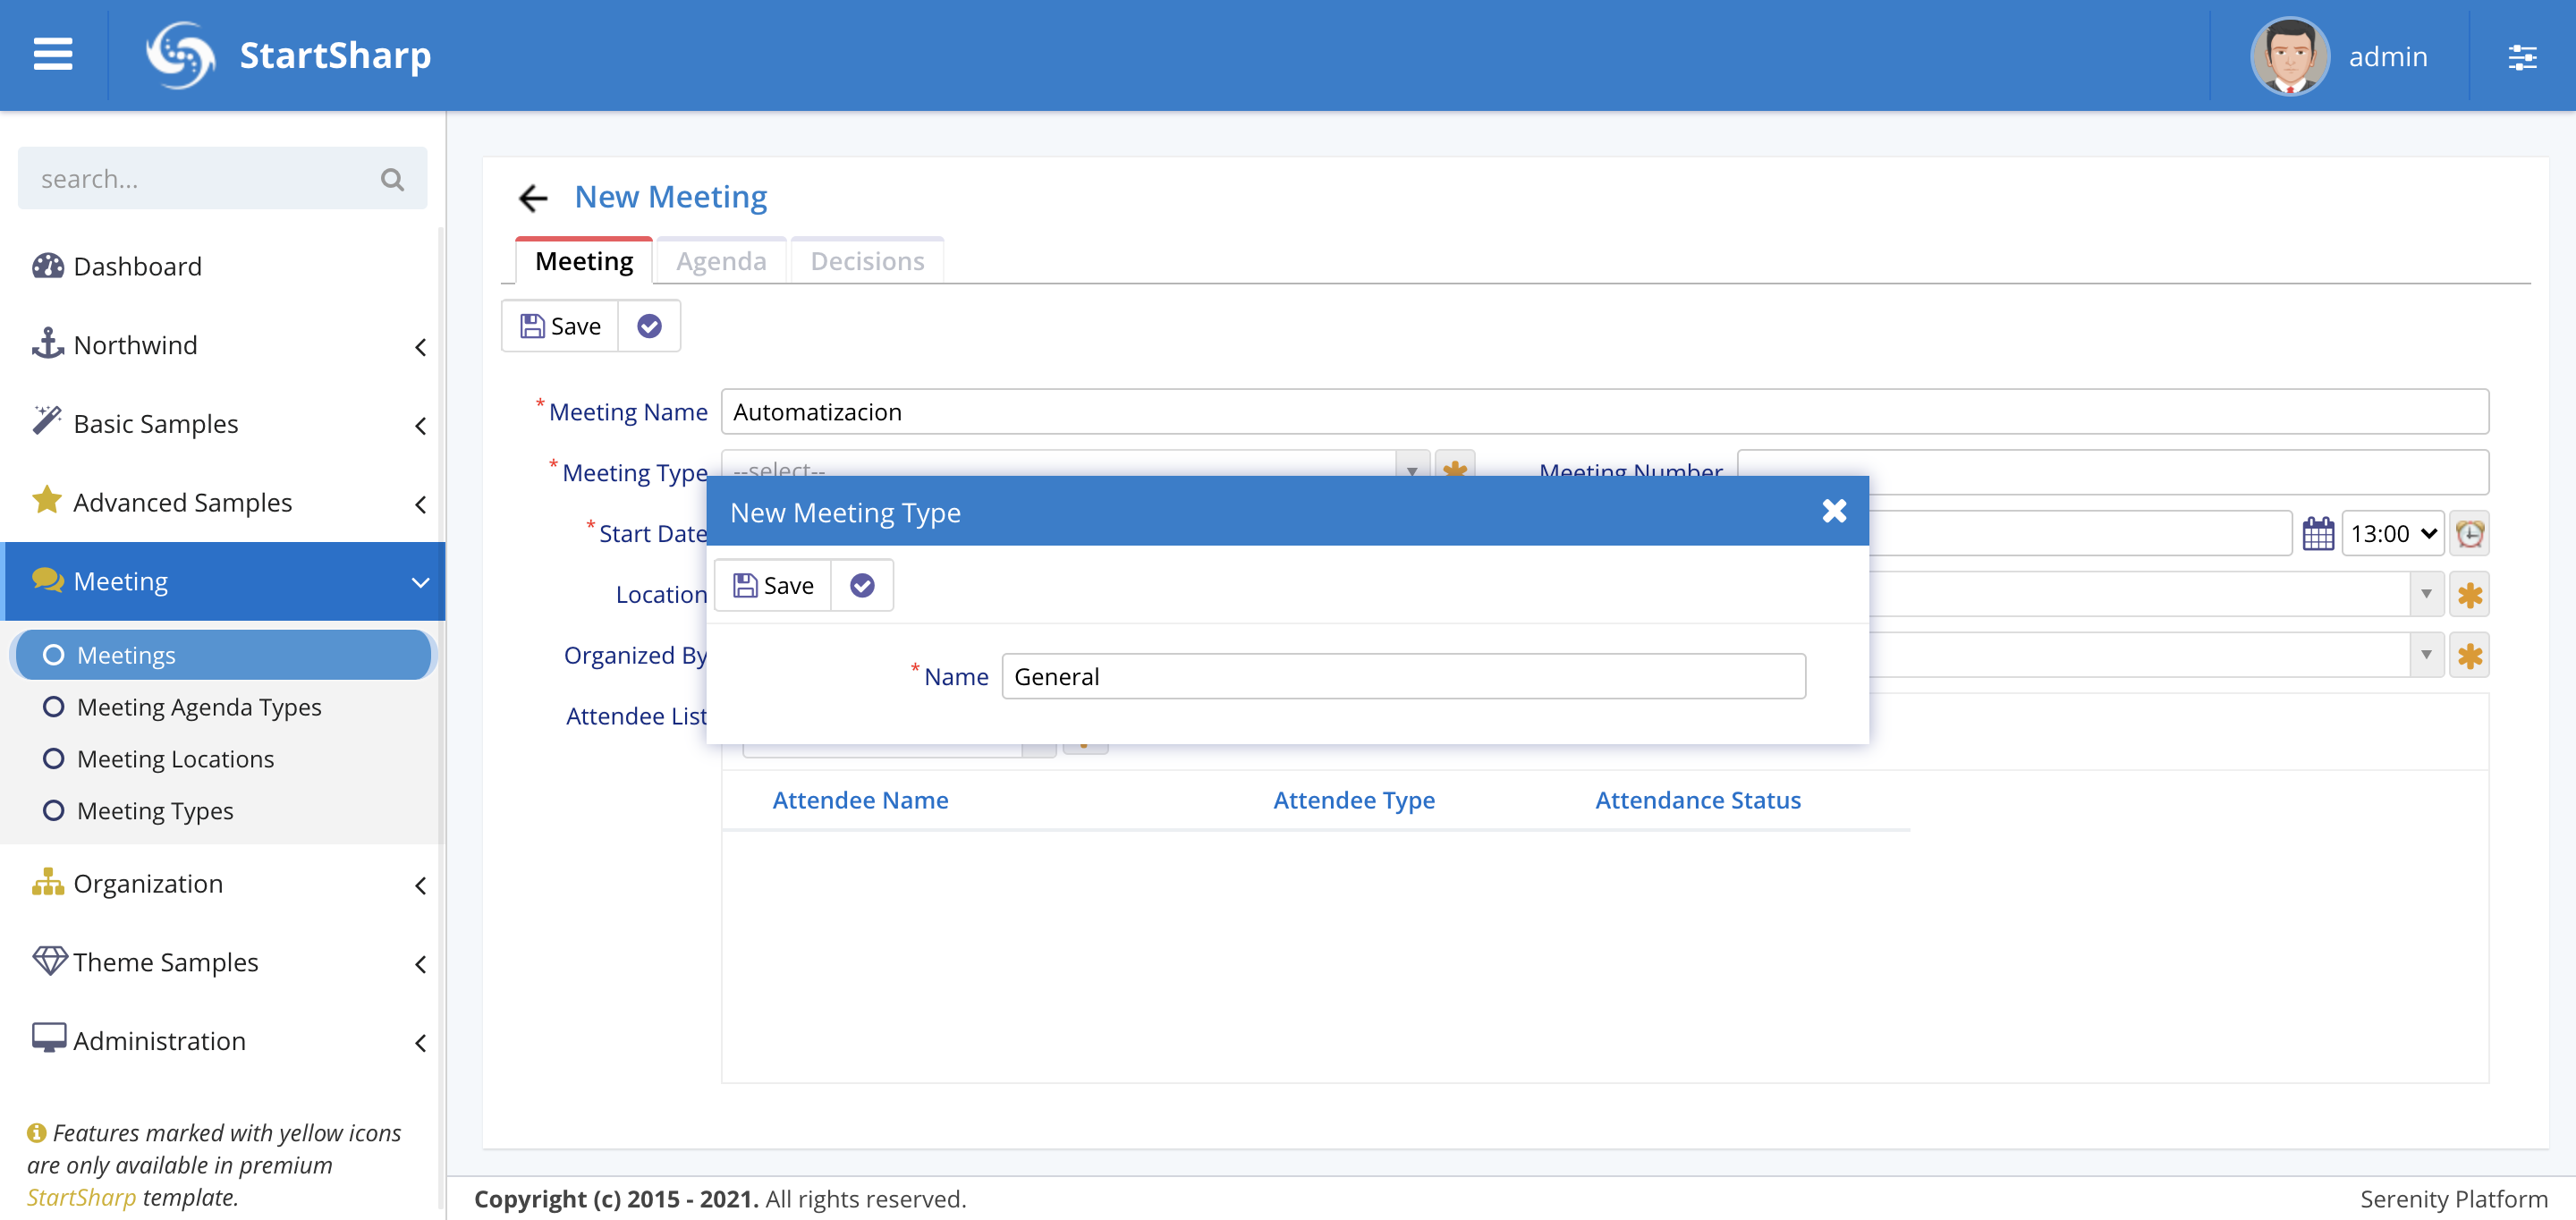 StartSharp
admin
search...
Dashboard
Northwind
Basic Samples
Advanced Samples
Meeting
Meetings
Meeting Agenda Types
Meeting Locations
Meeting Types
Organization
Theme Samples
Administration
Features marked with yellow icons
are only available in premium
StartSharp template.
New Meeting
Meeting Agenda Decisions
Save
* Meeting Name Automatizacion
* Meeting Type --select-- Meeting Number
* Start Date 13:00
Location
Organized By
Attendee List
New Meeting Type
Save
* Name General
Attendee Name Attendee Type Attendance Status
Copyright (c) 2015 - 2021. All rights reserved.
Serenity Platform